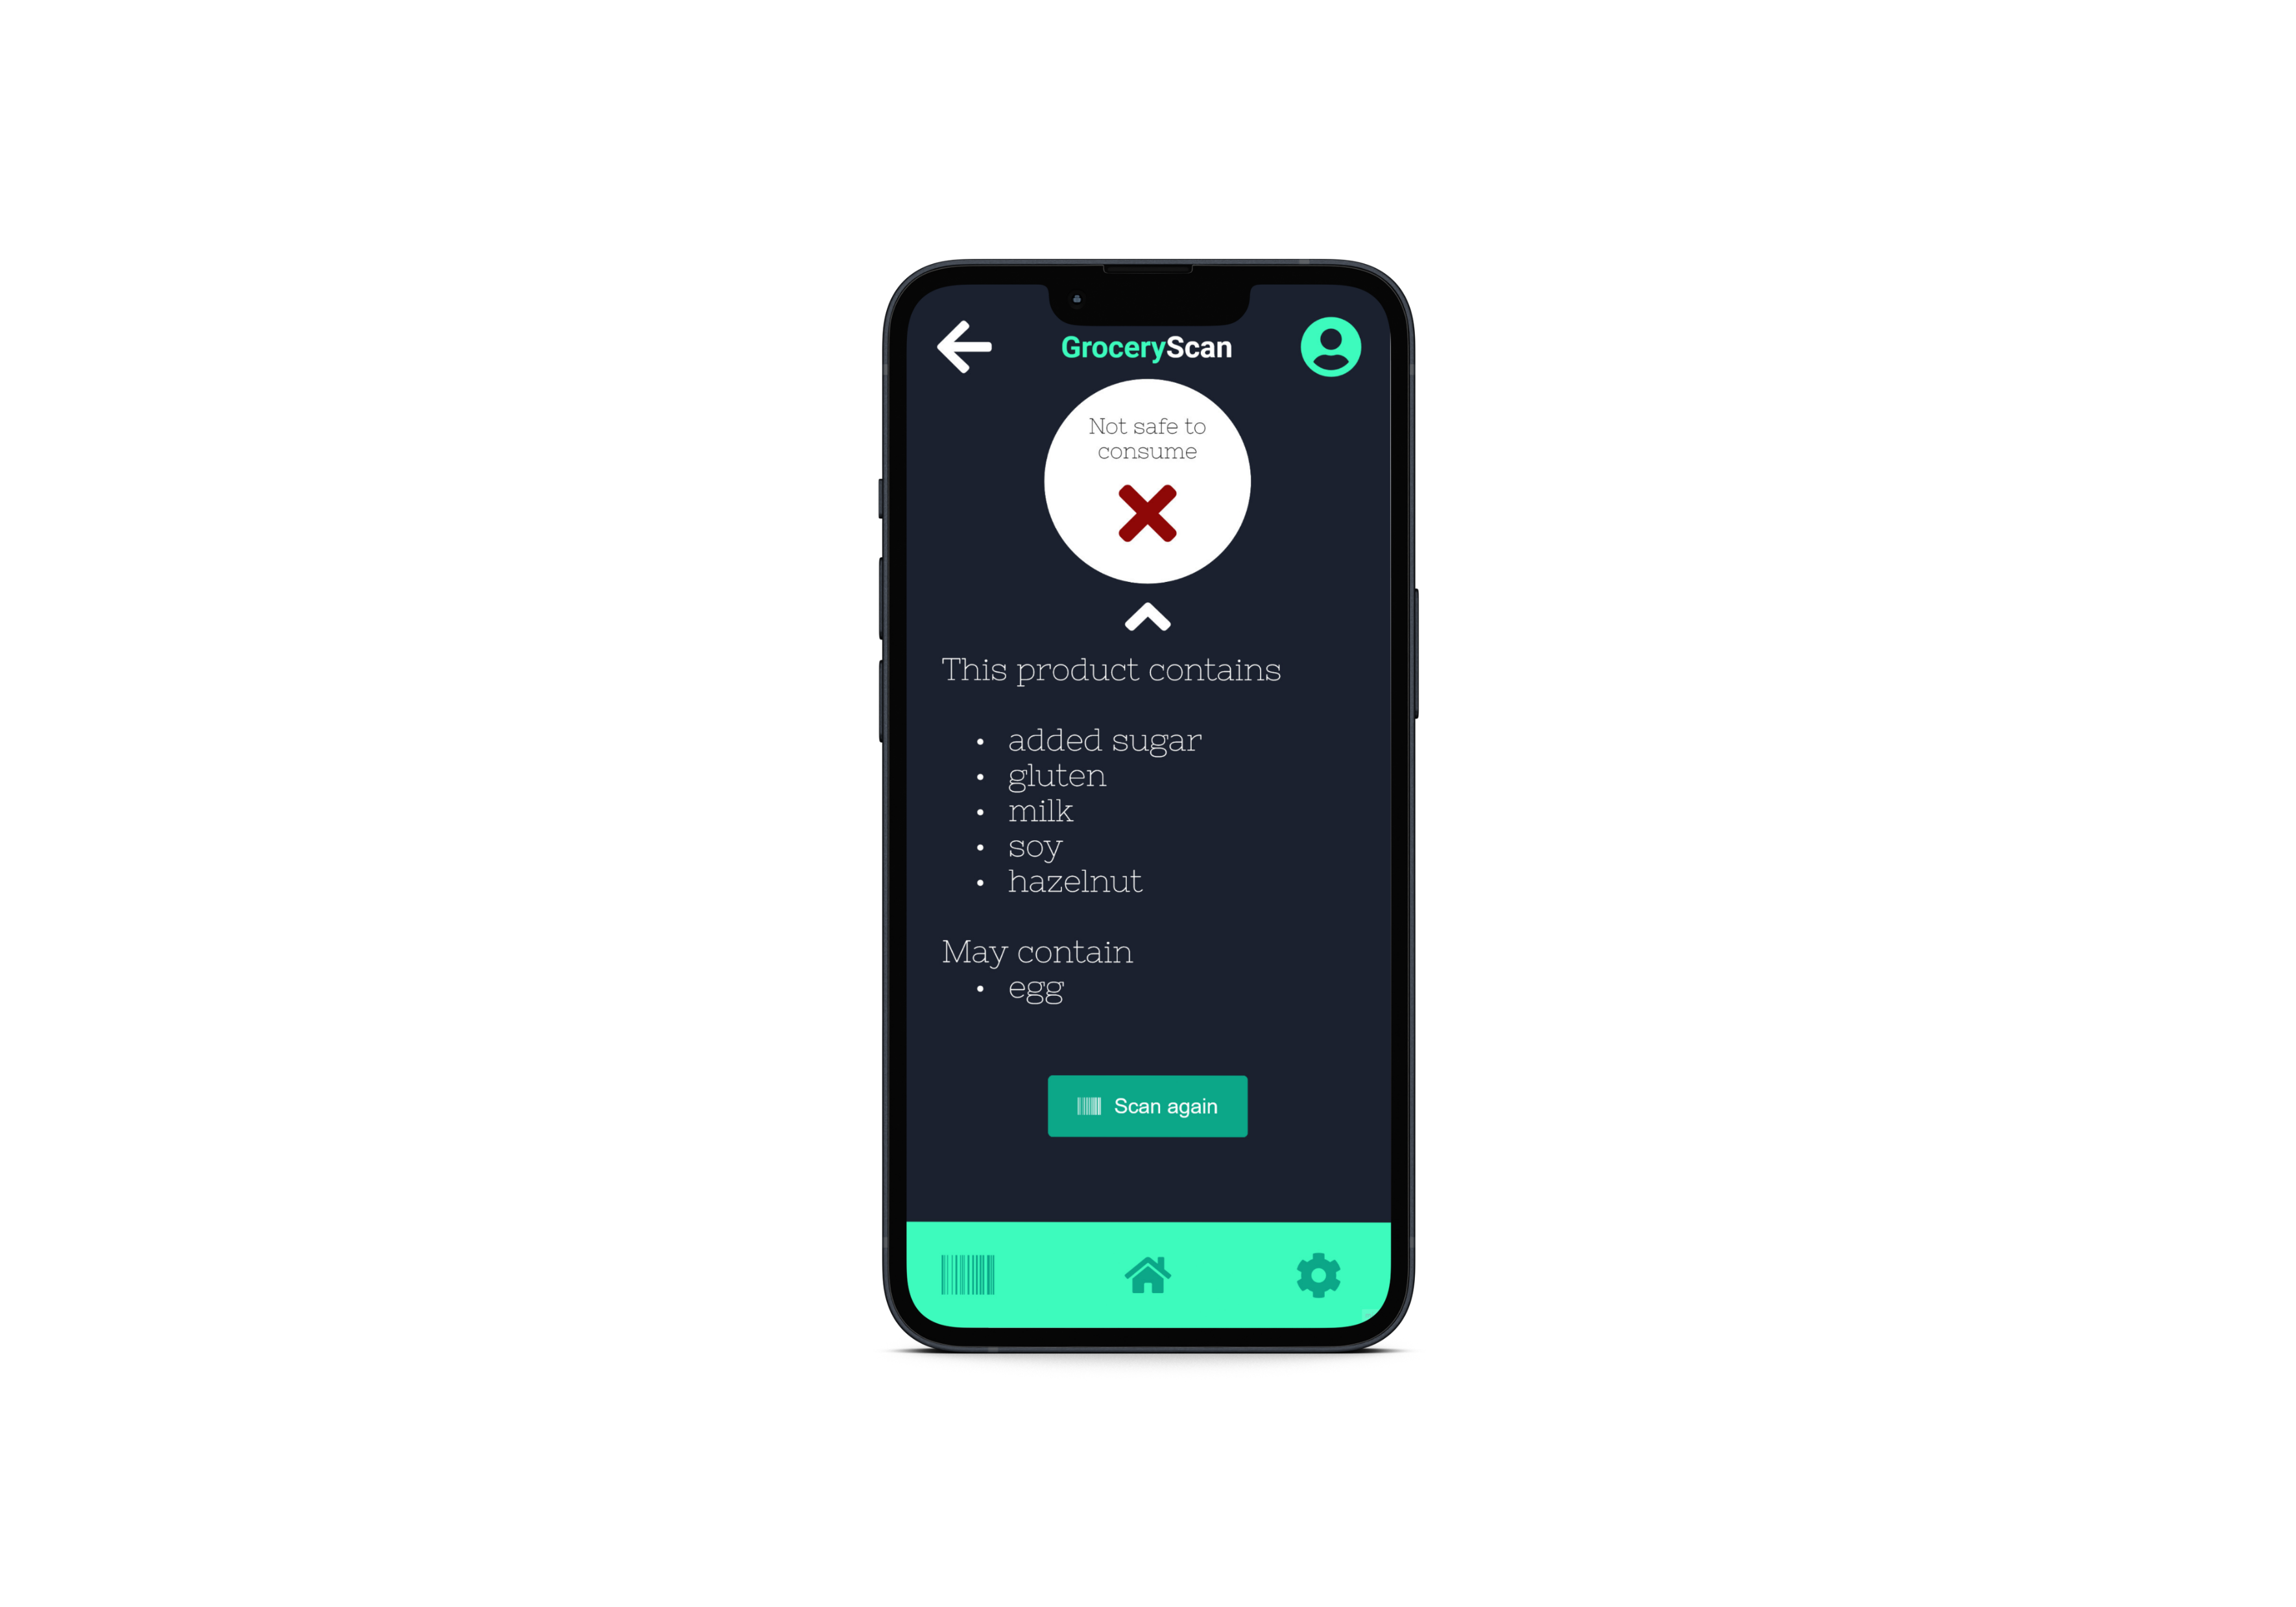 GroceryScan
Not safe to
consume
This product contains
• added sugar
• gluten
• milk
• soy
• hazelnut
May contain
• egg
Scan again